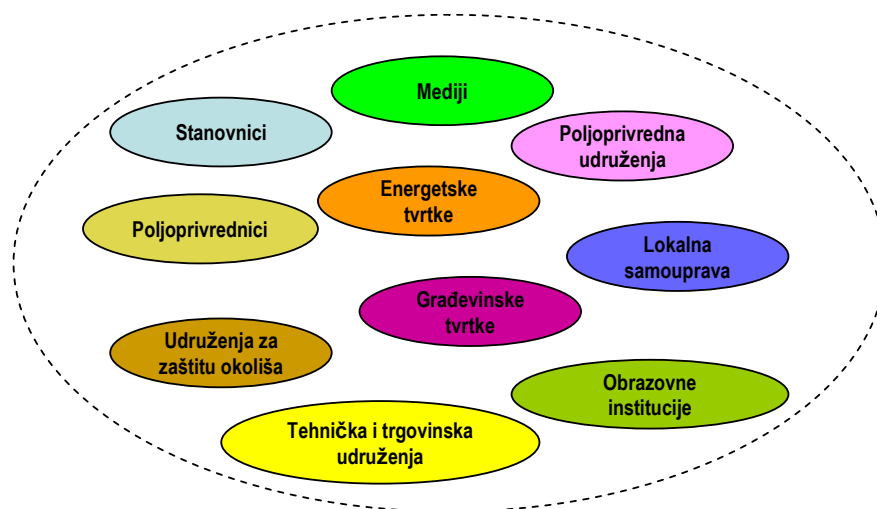 Mediji
Stanovnici
Poljoprivredna
udruženja
Energetske
tvrtke
Poljoprivrednici
Lokalna
samouprava
Građevinske
tvrtke
Udruženja za
zaštitu okoliša
Obrazovne
institucije
Tehnička i trgovinska
udruženja